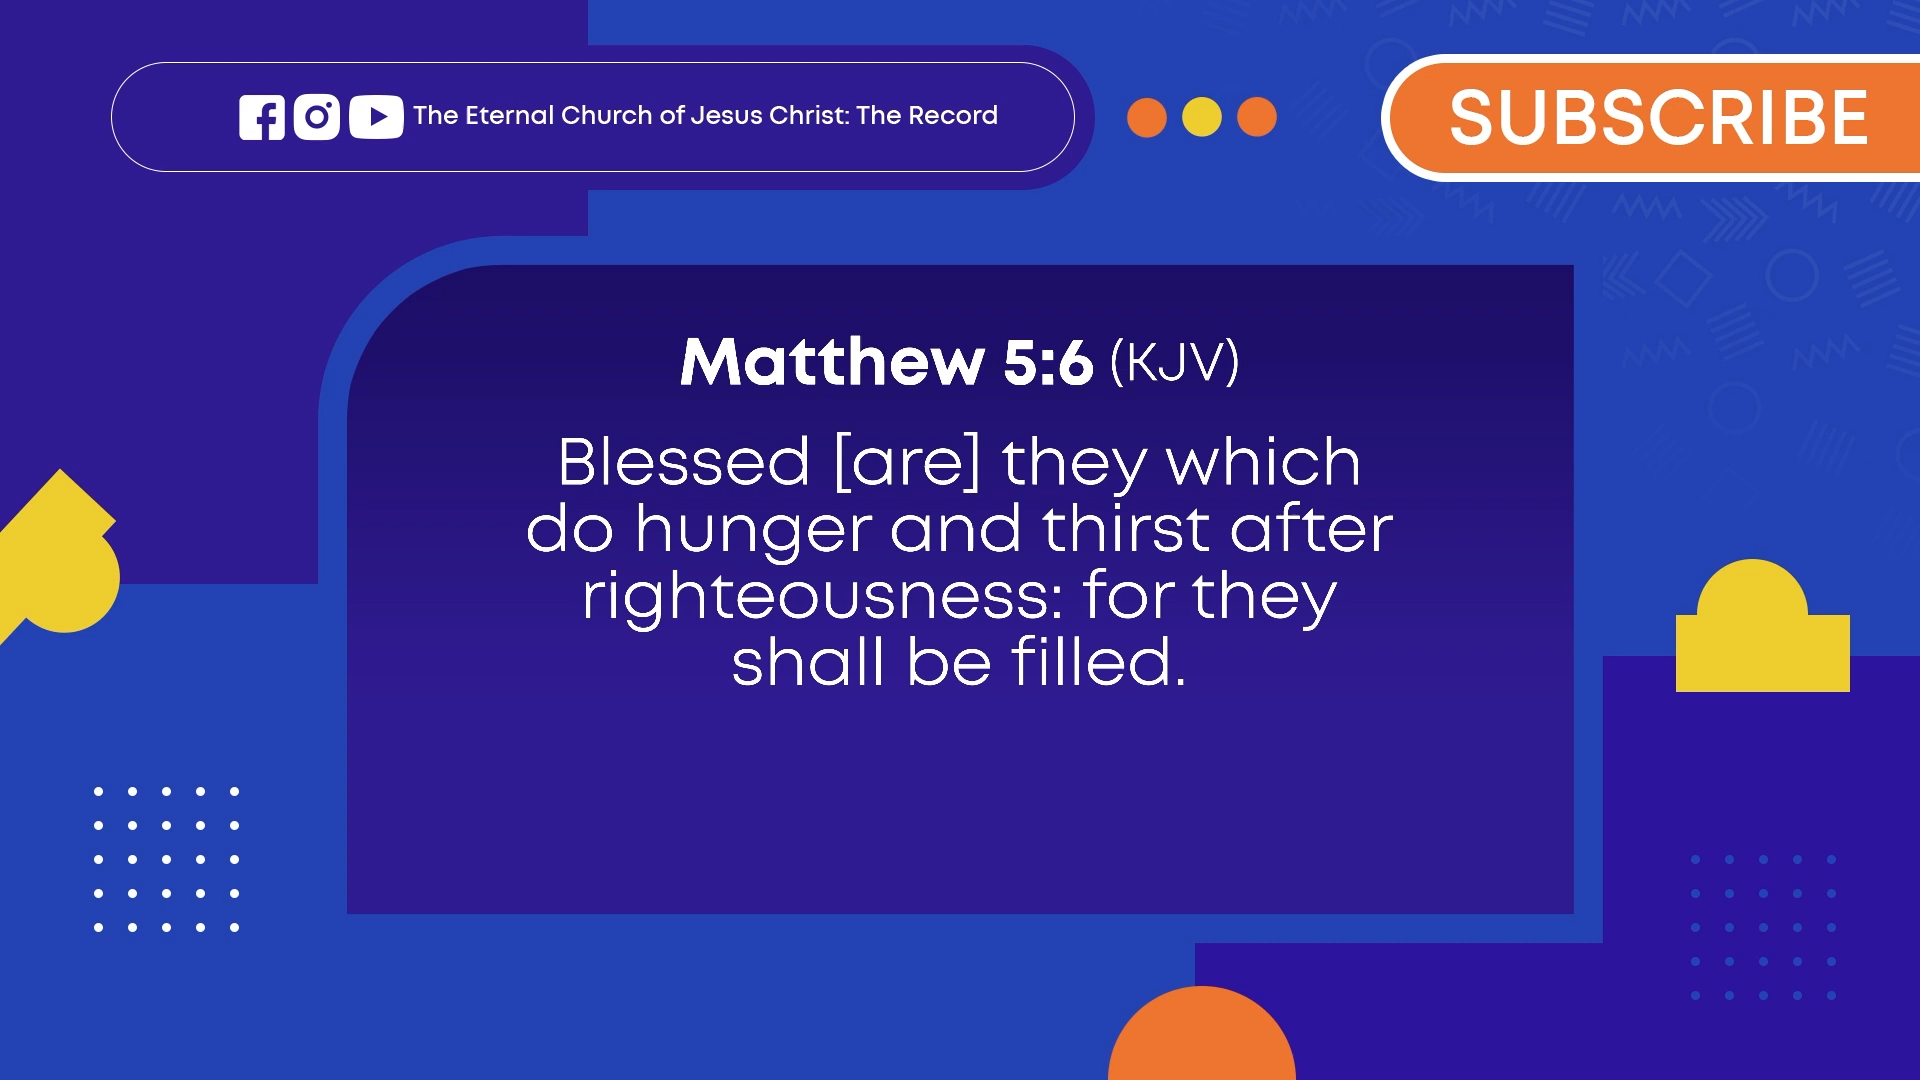 The Eternal Church of Jesus Christ: The Record
SUBSCRIBE
Matthew 5:6 (KJV)
Blessed [are] they which
do hunger and thirst after
righteousness: for they
shall be filled.